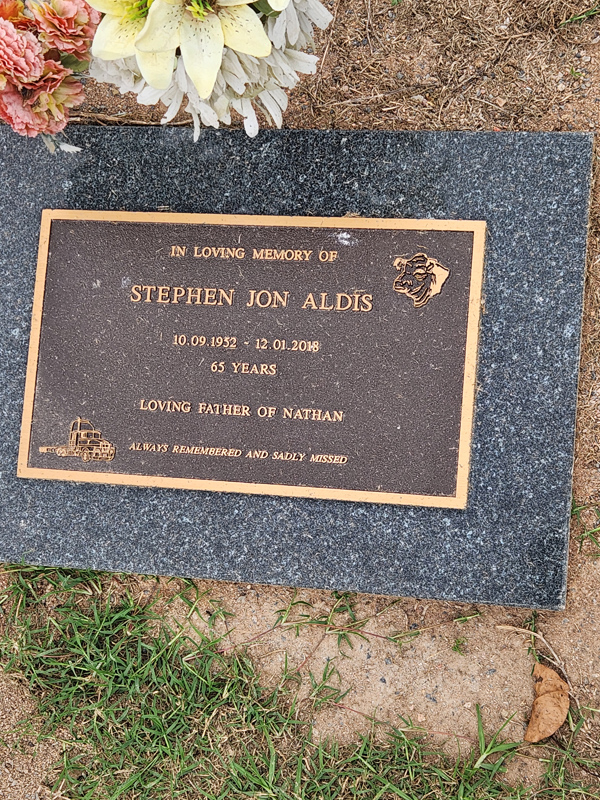 IN LOVING MEMORY OF
STEPHEN JON ALDIS
10.09.1952 - 12.01.2018
65 YEARS
LOVING FATHER OF NATHAN
ALWAYS REMEMBERED AND SADLY MISSED